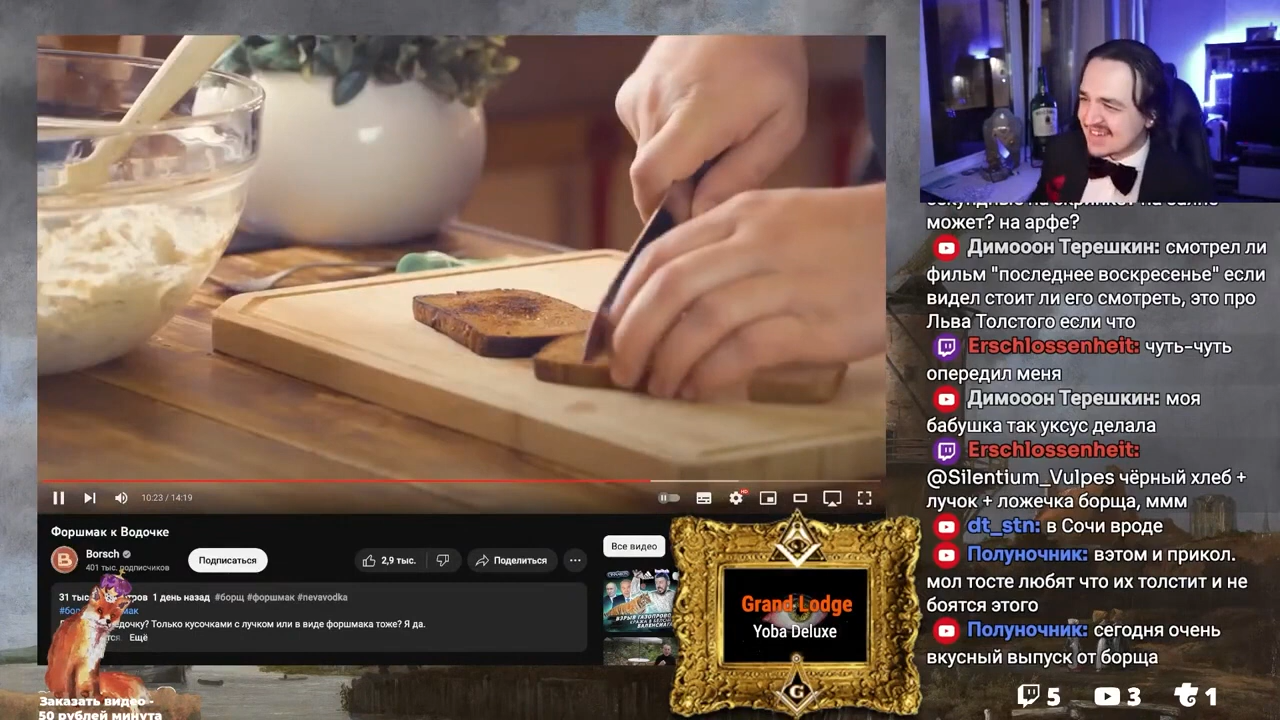 может? на арфе?
Димооон Терешкин: смотрел ли
фильм "последнее воскресенье" если
видел стоит ли его смотреть, это про
Льва Толстого если что
Erschlossenheit: чуть-чуть
опередил меня
Димооон Терешкин: моя
бабушка так уксус делала
Erschlossenheit:
@Silentium_Vulpes чёрный хлеб +
лучок + ложечка борща, ммм
dt_stn: в Сочи вроде
Полуночник: вэтом и прикол.
мол тосте любят что их толстит и не
боятся этого
Полуночник: сегодня очень
вкусный выпуск от борща
5 3 1
10:23 / 14:19
HD
Форшмак к Водочке
Borsch
401 тыс. подписчиков
Подписаться
2,9 тыс.
Поделиться
Все видео
31 тыс. 1 день назад #борщ #форшмак #nevavodka
Только кусочками с лучком или в виде форшмака тоже? Я да.
Ещё
Grand Lodge
Yoba Deluxe
G
Заказать видео -
50 рублей минута